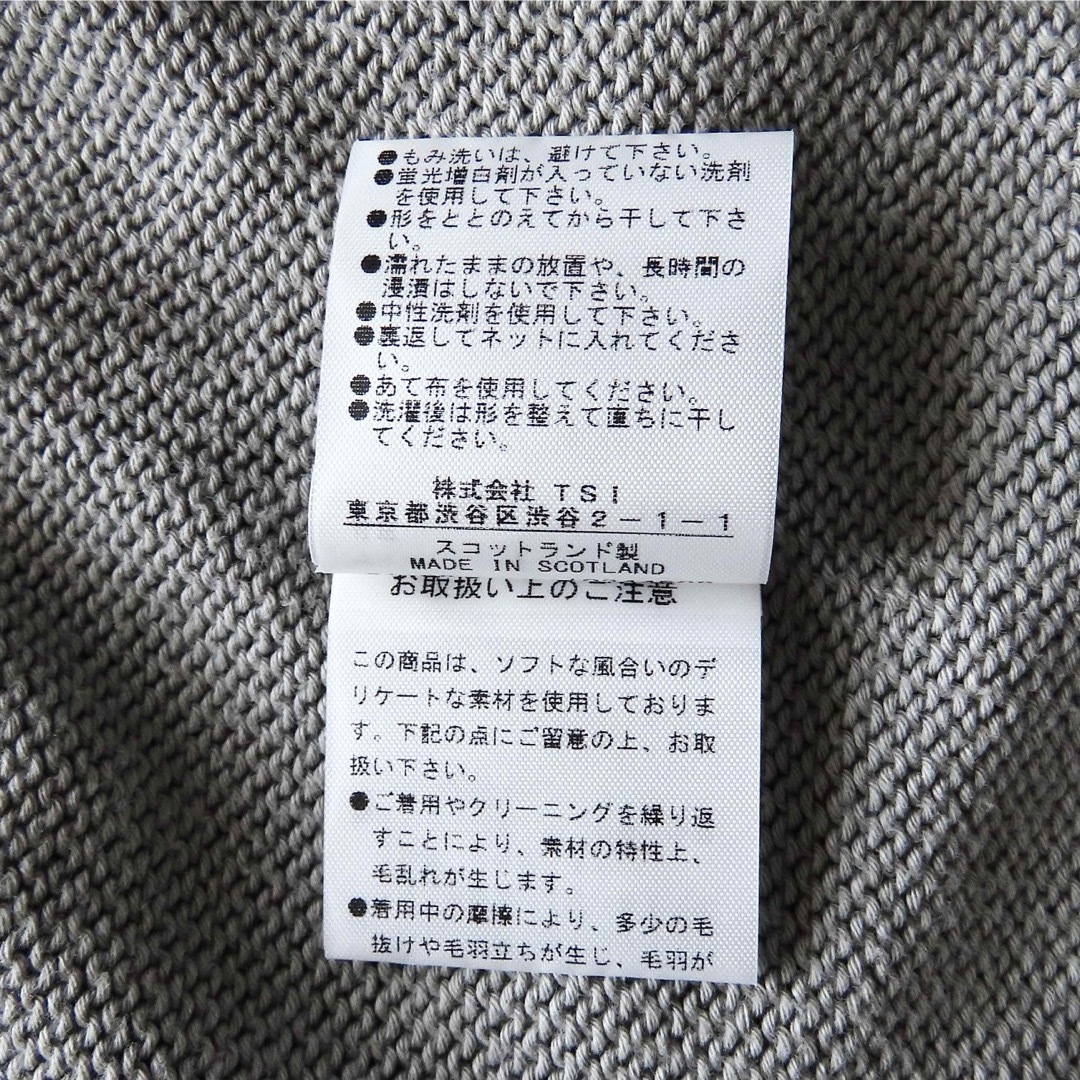 ●もみ洗いは、避けて下さい。
●蛍光増白剤が入っていない洗剤
を使用して下さい。
●形をととのえてから干して下さ
い。
●濡れたままの放置や、長時間の
浸漬はしないで下さい。
●中性洗剤を使用して下さい。
●裏返してネットに入れてくださ
い。
●あて布を使用してください。
●洗濯後は形を整えて直ちに干し
てください。
株式会社 TSI
東京都渋谷区渋谷2-1-1
スコットランド製
MADE IN SCOTLAND
お取扱い上のご注意
この商品は、ソフトな風合いのデ
リケートな素材を使用しておりま
す。下記の点にご留意の上、お取
扱い下さい。
●ご着用やクリーニングを繰り返
すことにより、素材の特性上、
毛乱れが生じます。
●着用中の摩擦により、多少の毛
抜けや毛羽立ちが生じ、毛羽が